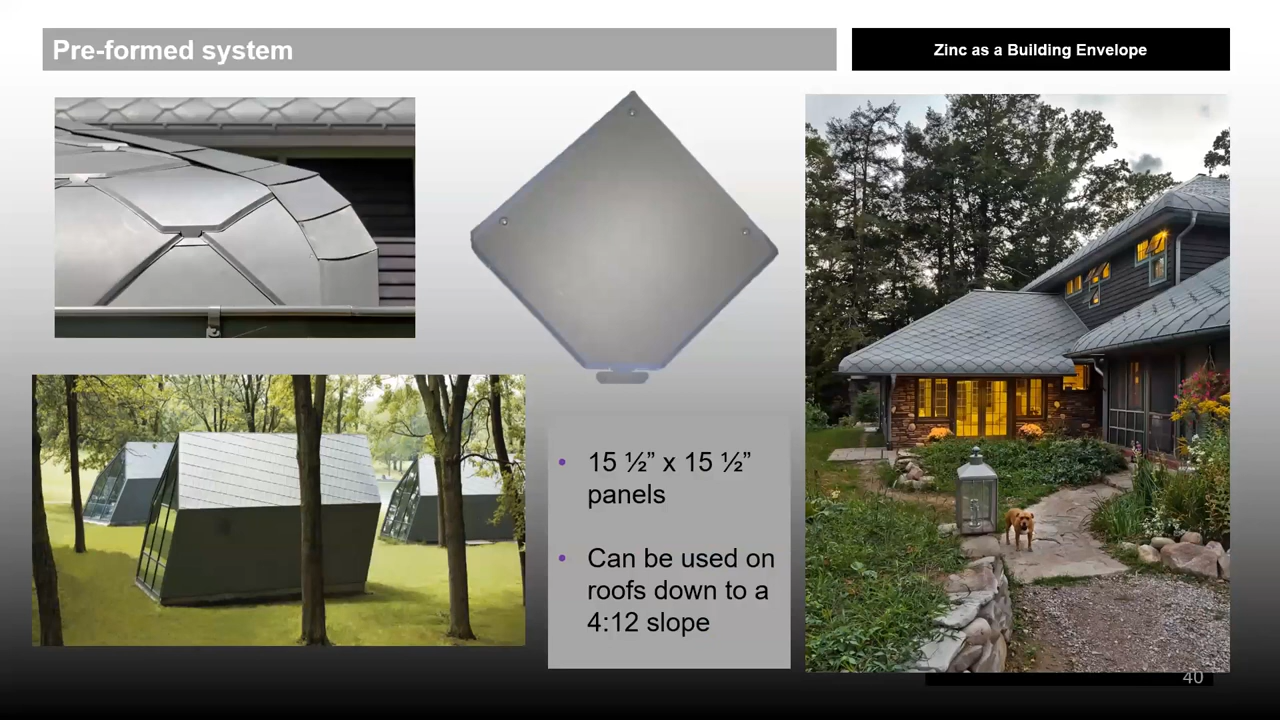 Pre-formed system
Zinc as a Building Envelope
• 15 ½” x 15 ½”
panels
• Can be used on
roofs down to a
4:12 slope
40